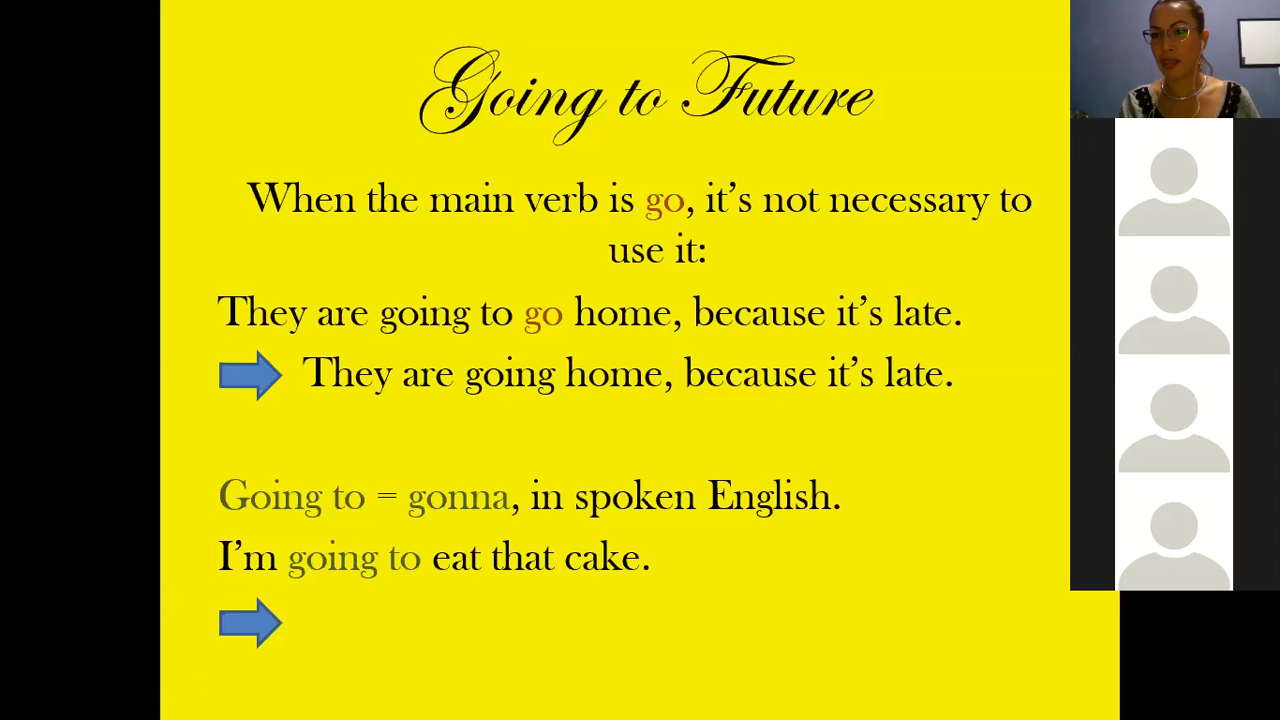 Going to Future
When the main verb is go, it’s not necessary to
use it:
They are going to go home, because it’s late.
They are going home, because it’s late.
Going to = gonna, in spoken English.
I’m going to eat that cake.